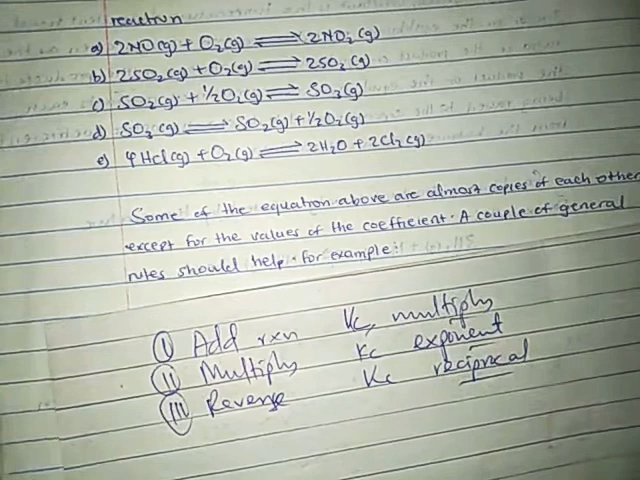 reaction
a) 2NO(g) + O₂(g) ⇌ 2NO₂(g)
b) 2SO₂(g) + O₂(g) ⇌ 2SO₃(g)
c) SO₂(g) + ½O₂(g) ⇌ SO₃(g)
d) SO₃(g) ⇌ SO₂(g) + ½O₂(g)
e) 4Hcl(g) + O₂(g) ⇌ 2H₂O + 2Cl₂(g)
Some of the equation above are almost copies of each other
except for the values of the coefficient. A couple of general
rules should help. for example:
(I) Add rxn Kc, multiply
(II) Multiply Kc exponent
(III) Reverse Kc reciprocal